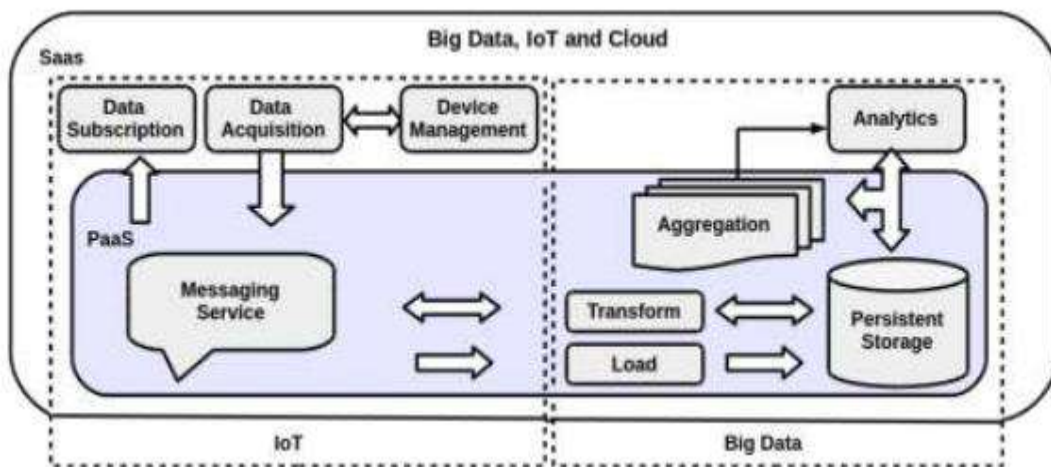 Big Data, IoT and Cloud
Saas
Data
Subscription
Data
Acquisition
Device
Management
Analytics
PaaS
Aggregation
Messaging
Service
Transform
Persistent
Storage
Load
IoT
Big Data